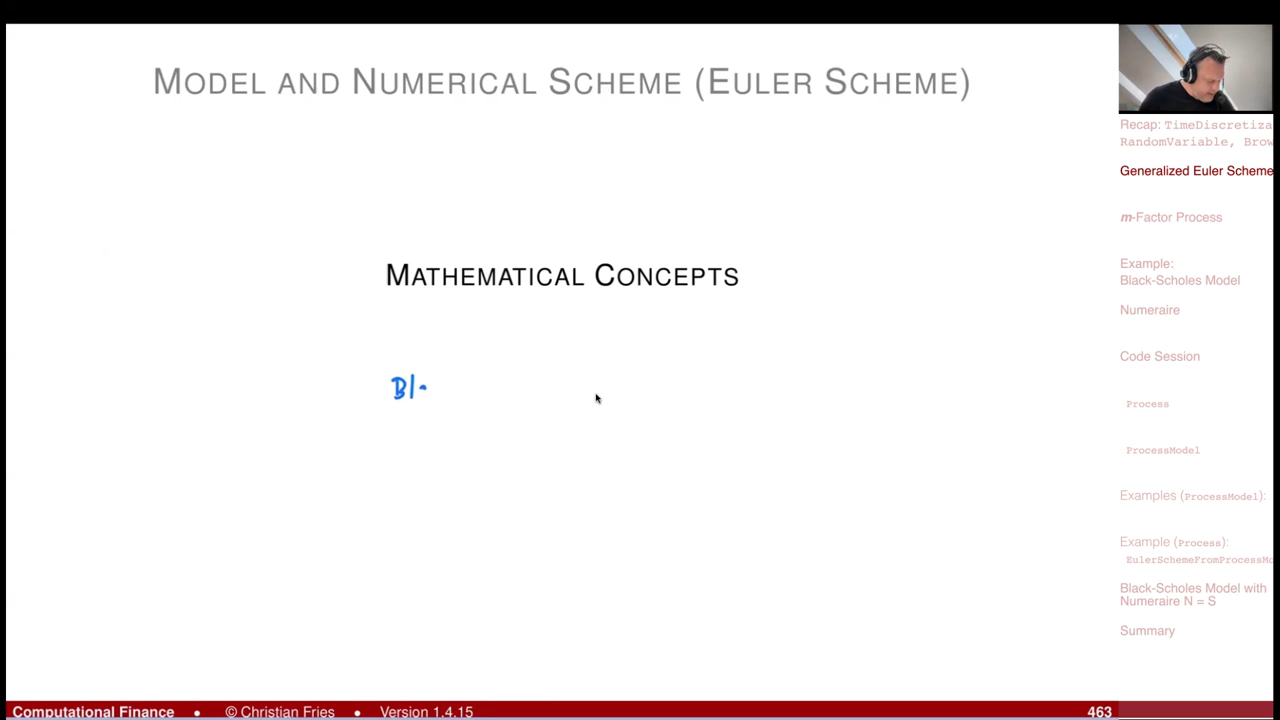 MODEL AND NUMERICAL SCHEME (EULER SCHEME)
MATHEMATICAL CONCEPTS
Bl
Recap: TimeDiscretiza
RandomVariable, Brow
Generalized Euler Scheme
m-Factor Process
Example:
Black-Scholes Model
Numeraire
Code Session
Process
ProcessModel
Examples (ProcessModel):
Example (Process):
EulerSchemeFromProcessMo
Black-Scholes Model with
Numeraire N = S
Summary
Computational Finance • © Christian Fries • Version 1.4.15 463